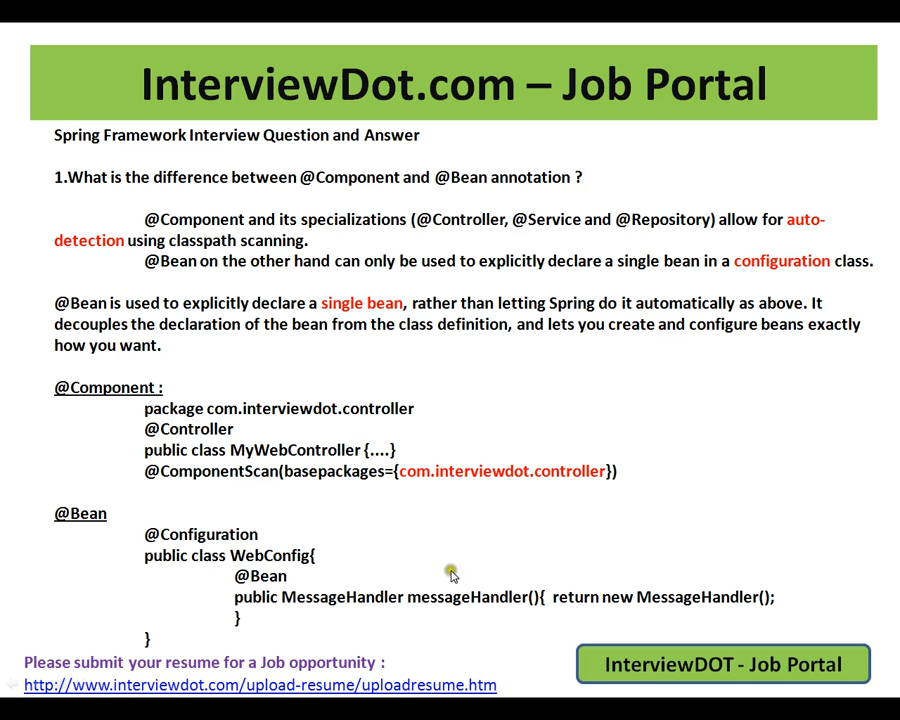 InterviewDot.com – Job Portal
Spring Framework Interview Question and Answer
1.What is the difference between @Component and @Bean annotation ?
@Component and its specializations (@Controller, @Service and @Repository) allow for auto-
detection using classpath scanning.
@Bean on the other hand can only be used to explicitly declare a single bean in a configuration class.
@Bean is used to explicitly declare a single bean, rather than letting Spring do it automatically as above. It
decouples the declaration of the bean from the class definition, and lets you create and configure beans exactly
how you want.
@Component :
package com.interviewdot.controller
@Controller
public class MyWebController {....}
@ComponentScan(basepackages={com.interviewdot.controller})
@Bean
@Configuration
public class WebConfig{
@Bean
public MessageHandler messageHandler(){ return new MessageHandler();
}
}
Please submit your resume for a Job opportunity :
http://www.interviewdot.com/upload-resume/uploadresume.htm
InterviewDOT - Job Portal